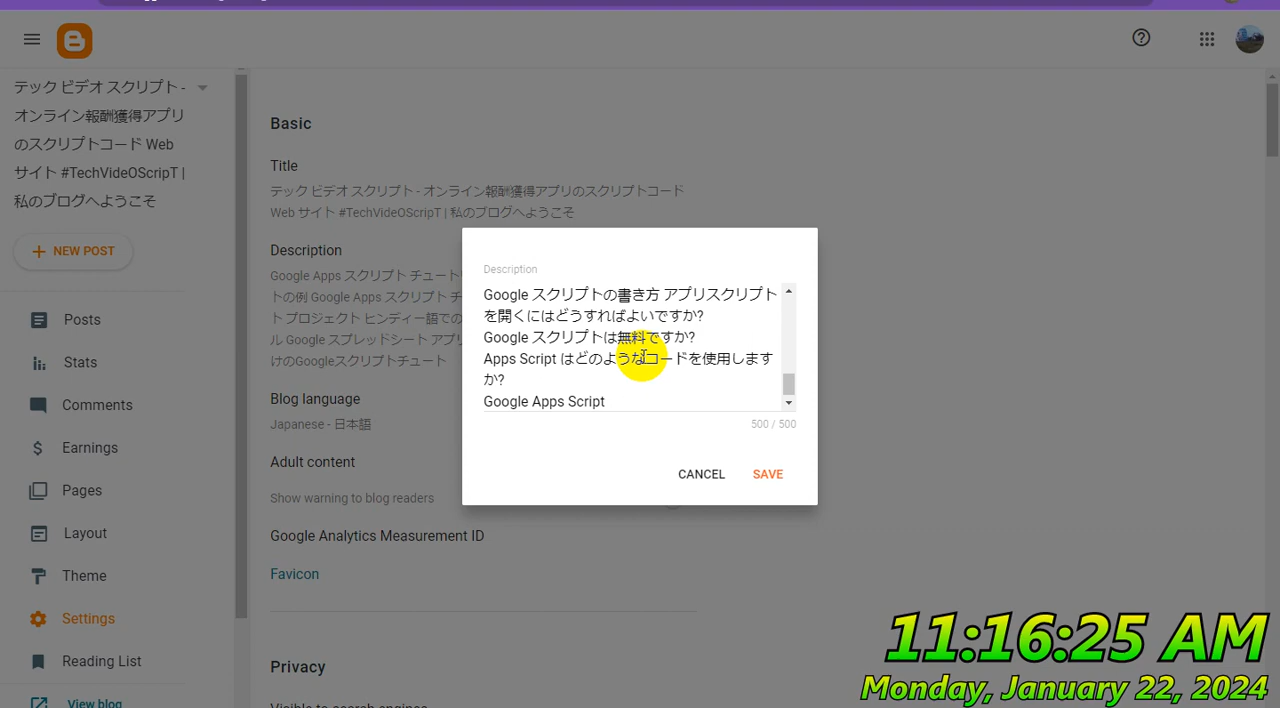 テック ビデオ スクリプト -
オンライン報酬獲得アプリ
のスクリプトコード Web
サイト #TechVideOScripT |
私のブログへようこそ
NEW POST
Posts
Stats
Comments
Earnings
Pages
Layout
Theme
Settings
Reading List
View blog
Basic
Title
テック ビデオ スクリプト - オンライン報酬獲得アプリのスクリプトコード
Web サイト #TechVideOScripT | 私のブログへようこそ
Description
Google Apps スクリプト チュート
トの例 Google Apps スクリプト チ
ト プロジェクト ヒンディー語での
ル Google スプレッドシート アプ
けのGoogleスクリプトチュート
Blog language
Japanese - 日本語
Adult content
Show warning to blog readers
Google Analytics Measurement ID
Favicon
Privacy
Description
Google スクリプトの書き方 アプリスクリプト
を開くにはどうすればよいですか?
Google スクリプトは無料ですか?
Apps Script はどのようなコードを使用します
か?
Google Apps Script
500 / 500
CANCEL
SAVE
11:16:25 AM
Monday, January 22, 2024